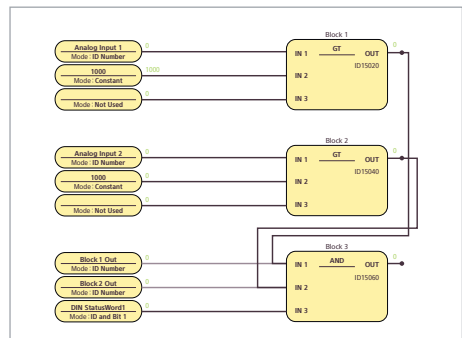 Block 1
Analog Input 1
Mode : ID Number
0
IN 1
GT
OUT
0
ID15020
1000
Mode : Constant
1000
IN 2
Mode : Not Used
0
IN 3
Block 2
Analog Input 2
Mode : ID Number
0
IN 1
GT
OUT
0
ID15040
1000
Mode : Constant
0
IN 2
Mode : Not Used
0
IN 3
Block 3
Block 1 Out
Mode : ID Number
0
IN 1
AND
OUT
0
ID15060
Block 2 Out
Mode : ID Number
0
IN 2
DIN StatusWord1
Mode : ID and Bit 1
0
IN 3